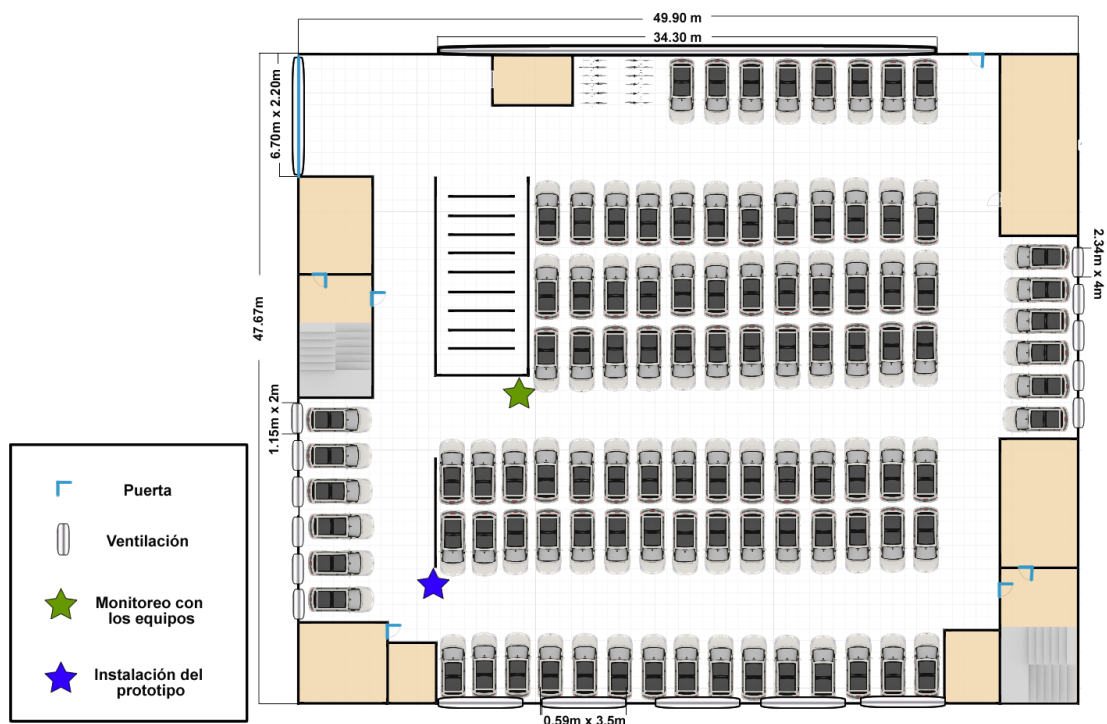 49.90 m
34.30 m
6.70m x 2.20m
47.67m
2.34m x 4m
1.15m x 2m
0.59m x 3.5m
Puerta
Ventilación
Monitoreo con
los equipos
Instalación del
prototipo